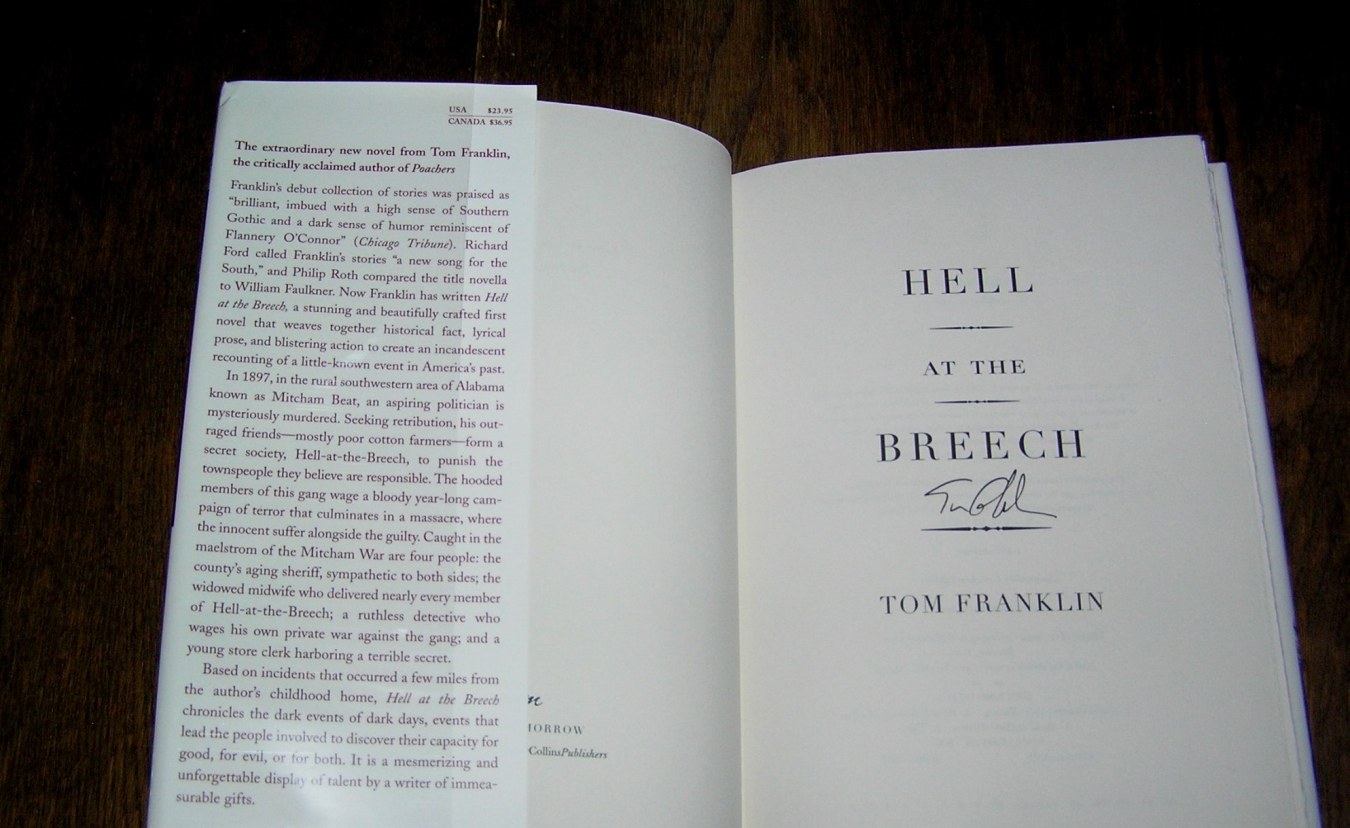 USA $23.95
CANADA $36.95
The extraordinary new novel from Tom Franklin,
the critically acclaimed author of Poachers
Franklin's debut collection of stories was praised as
"brilliant, imbued with a high sense of Southern
Gothic and a dark sense of humor reminiscent of
Flannery O'Connor" (Chicago Tribune). Richard
Ford called Franklin's stories "a new song for the
South," and Philip Roth compared the title novella
to William Faulkner. Now Franklin has written Hell
at the Breech, a stunning and beautifully crafted first
novel that weaves together historical fact, lyrical
prose, and blistering action to create an incandescent
recounting of a little-known event in America's past.
In 1897, in the rural southwestern area of Alabama
known as Mitcham Beat, an aspiring politician is
mysteriously murdered. Seeking retribution, his out-
raged friends—mostly poor cotton farmers—form a
secret society, Hell-at-the-Breech, to punish the
townspeople they believe are responsible. The hooded
members of this gang wage a bloody year-long cam-
paign of terror that culminates in a massacre, where
the innocent suffer alongside the guilty. Caught in the
maelstrom of the Mitcham War are four people: the
county's aging sheriff, sympathetic to both sides; the
widowed midwife who delivered nearly every member
of Hell-at-the-Breech; a ruthless detective who
wages his own private war against the gang; and a
young store clerk harboring a terrible secret.
Based on incidents that occurred a few miles from
the author's childhood home, Hell at the Breech
chronicles the dark events of dark days, events that
lead the people involved to discover their capacity for
good, for evil, or for both. It is a mesmerizing and
unforgettable display of talent by a writer of immea-
surable gifts.
ORROW
CollinsPublishers
HELL
AT THE
BREECH
TOM FRANKLIN